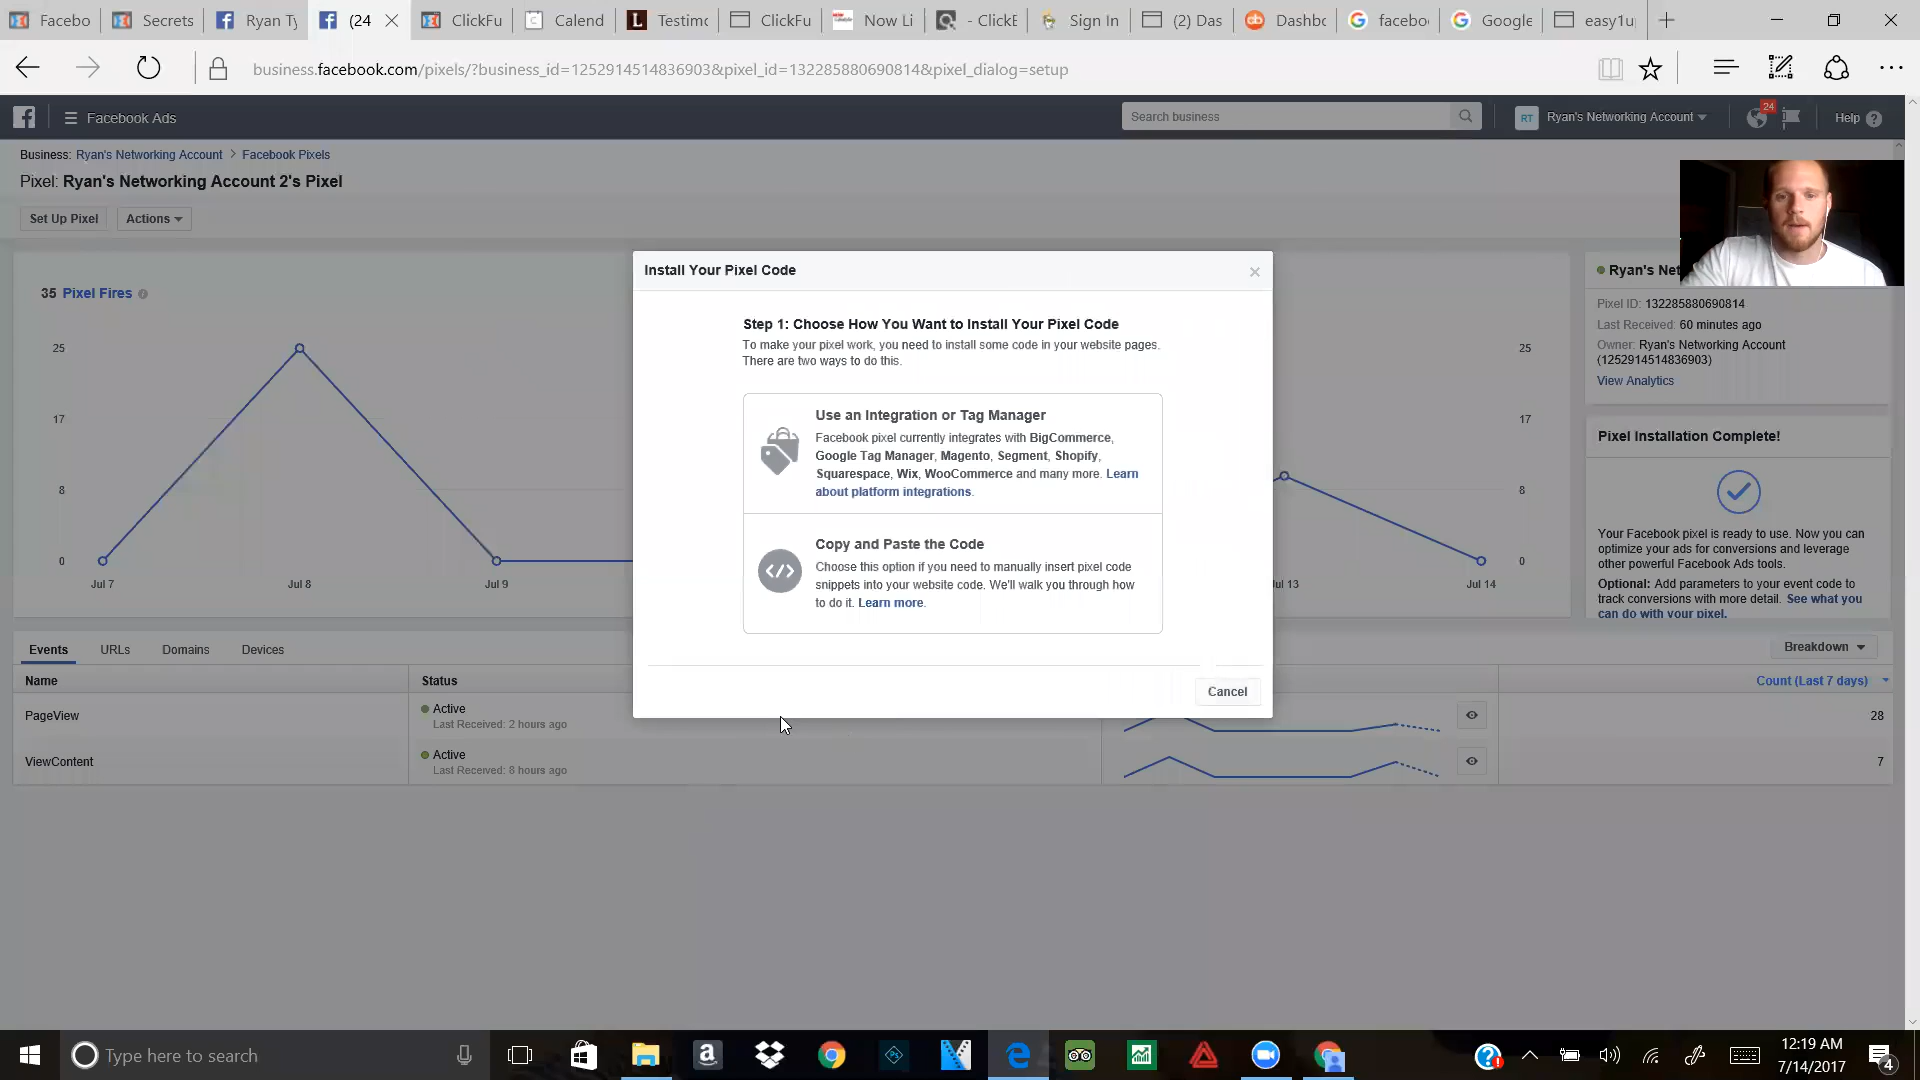 Facebo
Secrets
Ryan Ty
(24
ClickFu
Calend
Testimo
ClickFu
Now Li
- ClickE
Sign In
(2) Das
Dashbo
facebo
Google
easy1u
business.facebook.com/pixels/?business_id=1252914514836903&pixel_id=132285880690814&pixel_dialog=setup
Facebook Ads
Search business
RT
Ryan's Networking Account
24
Help
Business: Ryan's Networking Account > Facebook Pixels
Pixel: Ryan's Networking Account 2's Pixel
Set Up Pixel
Actions
35 Pixel Fires
25
17
8
0
Jul 7
Jul 8
Jul 9
Jul 13
Jul 14
25
17
8
0
Install Your Pixel Code
Step 1: Choose How You Want to Install Your Pixel Code
To make your pixel work, you need to install some code in your website pages.
There are two ways to do this.
Use an Integration or Tag Manager
Facebook pixel currently integrates with BigCommerce,
Google Tag Manager, Magento, Segment, Shopify,
Squarespace, Wix, WooCommerce and many more. Learn
about platform integrations.
Copy and Paste the Code
Choose this option if you need to manually insert pixel code
snippets into your website code. We'll walk you through how
to do it. Learn more.
Cancel
Ryan's Net
Pixel ID: 132285880690814
Last Received: 60 minutes ago
Owner: Ryan's Networking Account
(1252914514836903)
View Analytics
Pixel Installation Complete!
Your Facebook pixel is ready to use. Now you can
optimize your ads for conversions and leverage
other powerful Facebook Ads tools.
Optional: Add parameters to your event code to
track conversions with more detail. See what you
can do with your pixel.
Events
URLs
Domains
Devices
Breakdown
Name
Status
Count (Last 7 days)
PageView
Active
Last Received: 2 hours ago
28
ViewContent
Active
Last Received: 8 hours ago
7
Type here to search
12:19 AM
7/14/2017
4